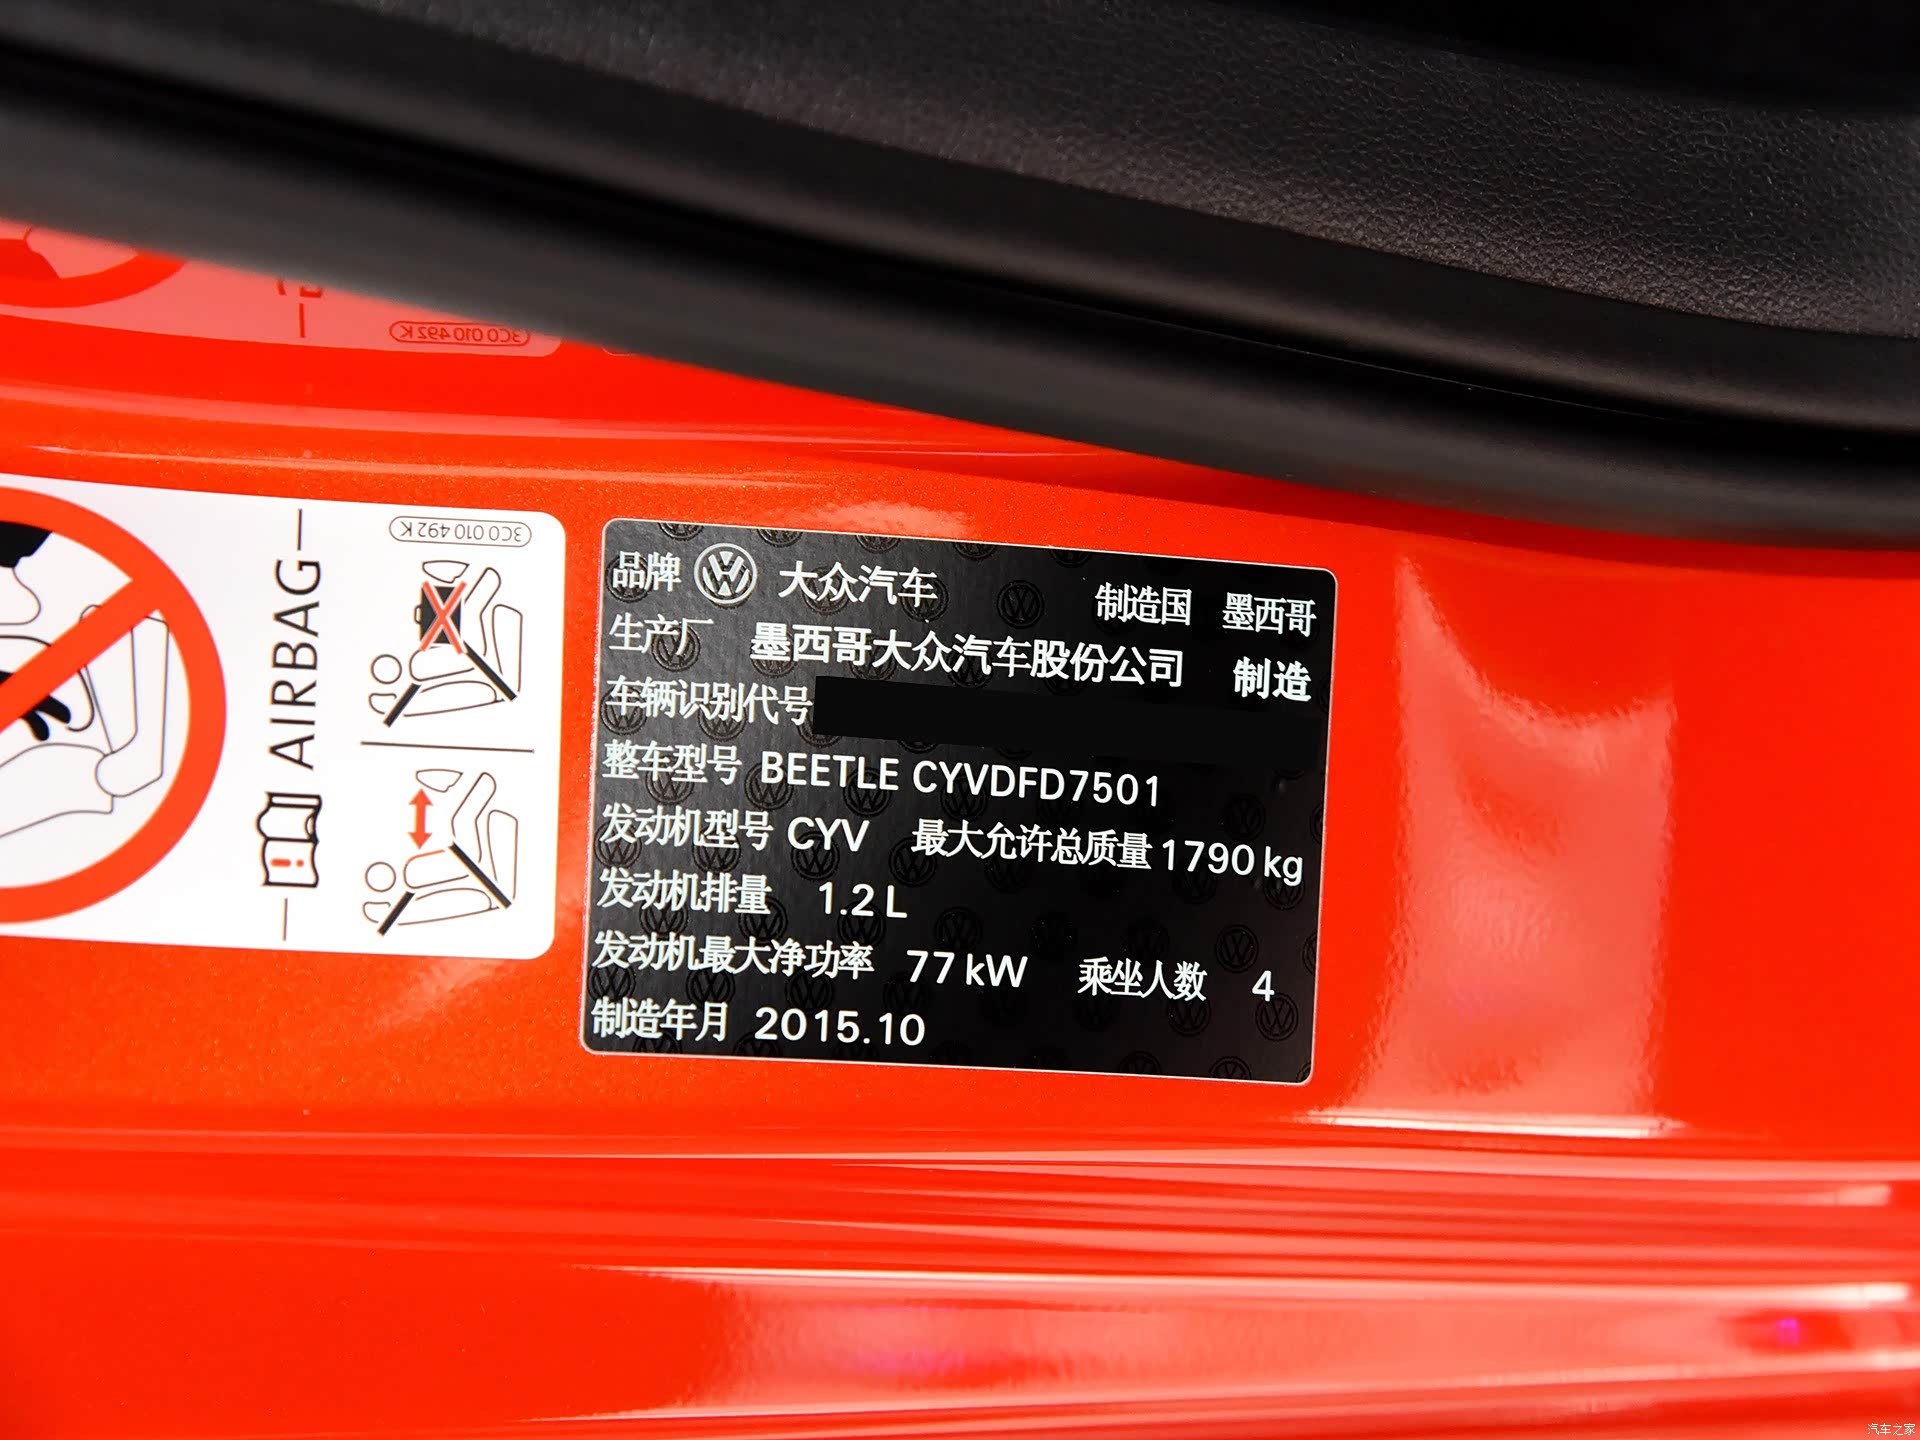 3C0 010 492 K
3C0 010 492 K
AIRBAG
品牌 大众汽车 制造国 墨西哥
生产厂 墨西哥大众汽车股份公司 制造
车辆识别代号
整车型号 BEETLE CYVDFD7501
发动机型号 CYV 最大允许总质量 1790 kg
发动机排量 1.2 L
发动机最大净功率 77 kW 乘坐人数 4
制造年月 2015.10
汽车之家